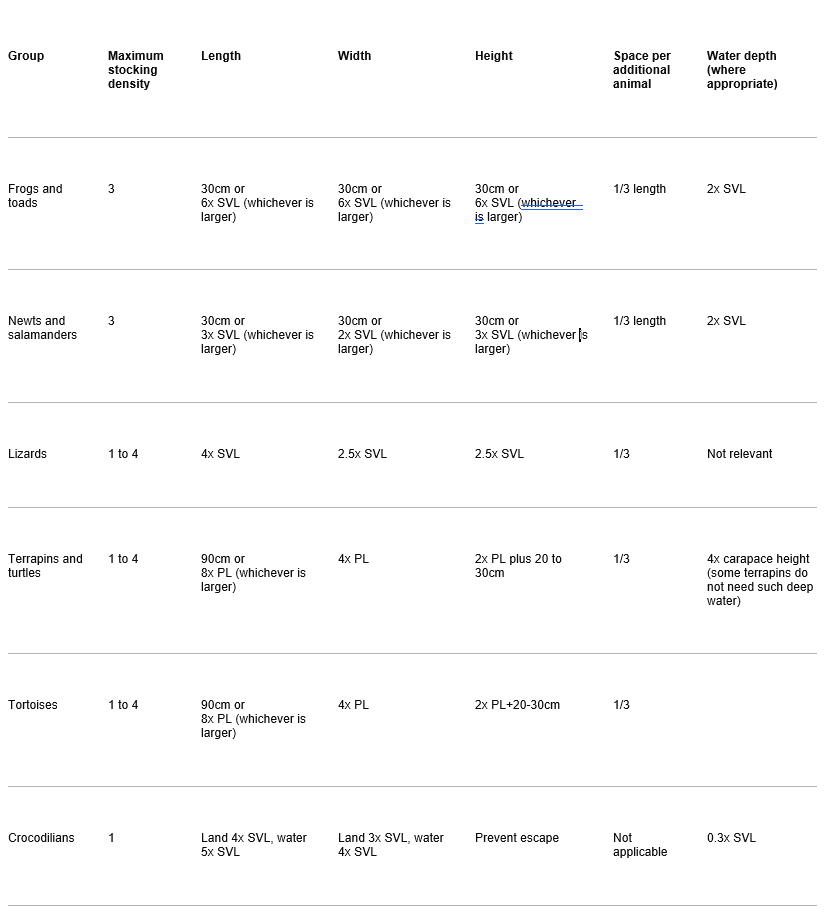 Group
Maximum
stocking
density
Length
Width
Height
Space per
additional
animal
Water depth
(where
appropriate)
Frogs and
toads
3
30cm or
6x SVL (whichever is
larger)
30cm or
6x SVL (whichever is
larger)
30cm or
6x SVL (whichever
is larger)
1/3 length
2x SVL
Newts and
salamanders
3
30cm or
3x SVL (whichever is
larger)
30cm or
2x SVL (whichever is
larger)
30cm or
3x SVL (whichever is
larger)
1/3 length
2x SVL
Lizards
1 to 4
4x SVL
2.5x SVL
2.5x SVL
1/3
Not relevant
Terrapins and
turtles
1 to 4
90cm or
8x PL (whichever is
larger)
4x PL
2x PL plus 20 to
30cm
1/3
4x carapace height
(some terrapins do
not need such deep
water)
Tortoises
1 to 4
90cm or
8x PL (whichever is
larger)
4x PL
2x PL+20-30cm
1/3
Crocodilians
1
Land 4x SVL, water
5x SVL
Land 3x SVL, water
4x SVL
Prevent escape
Not
applicable
0.3x SVL